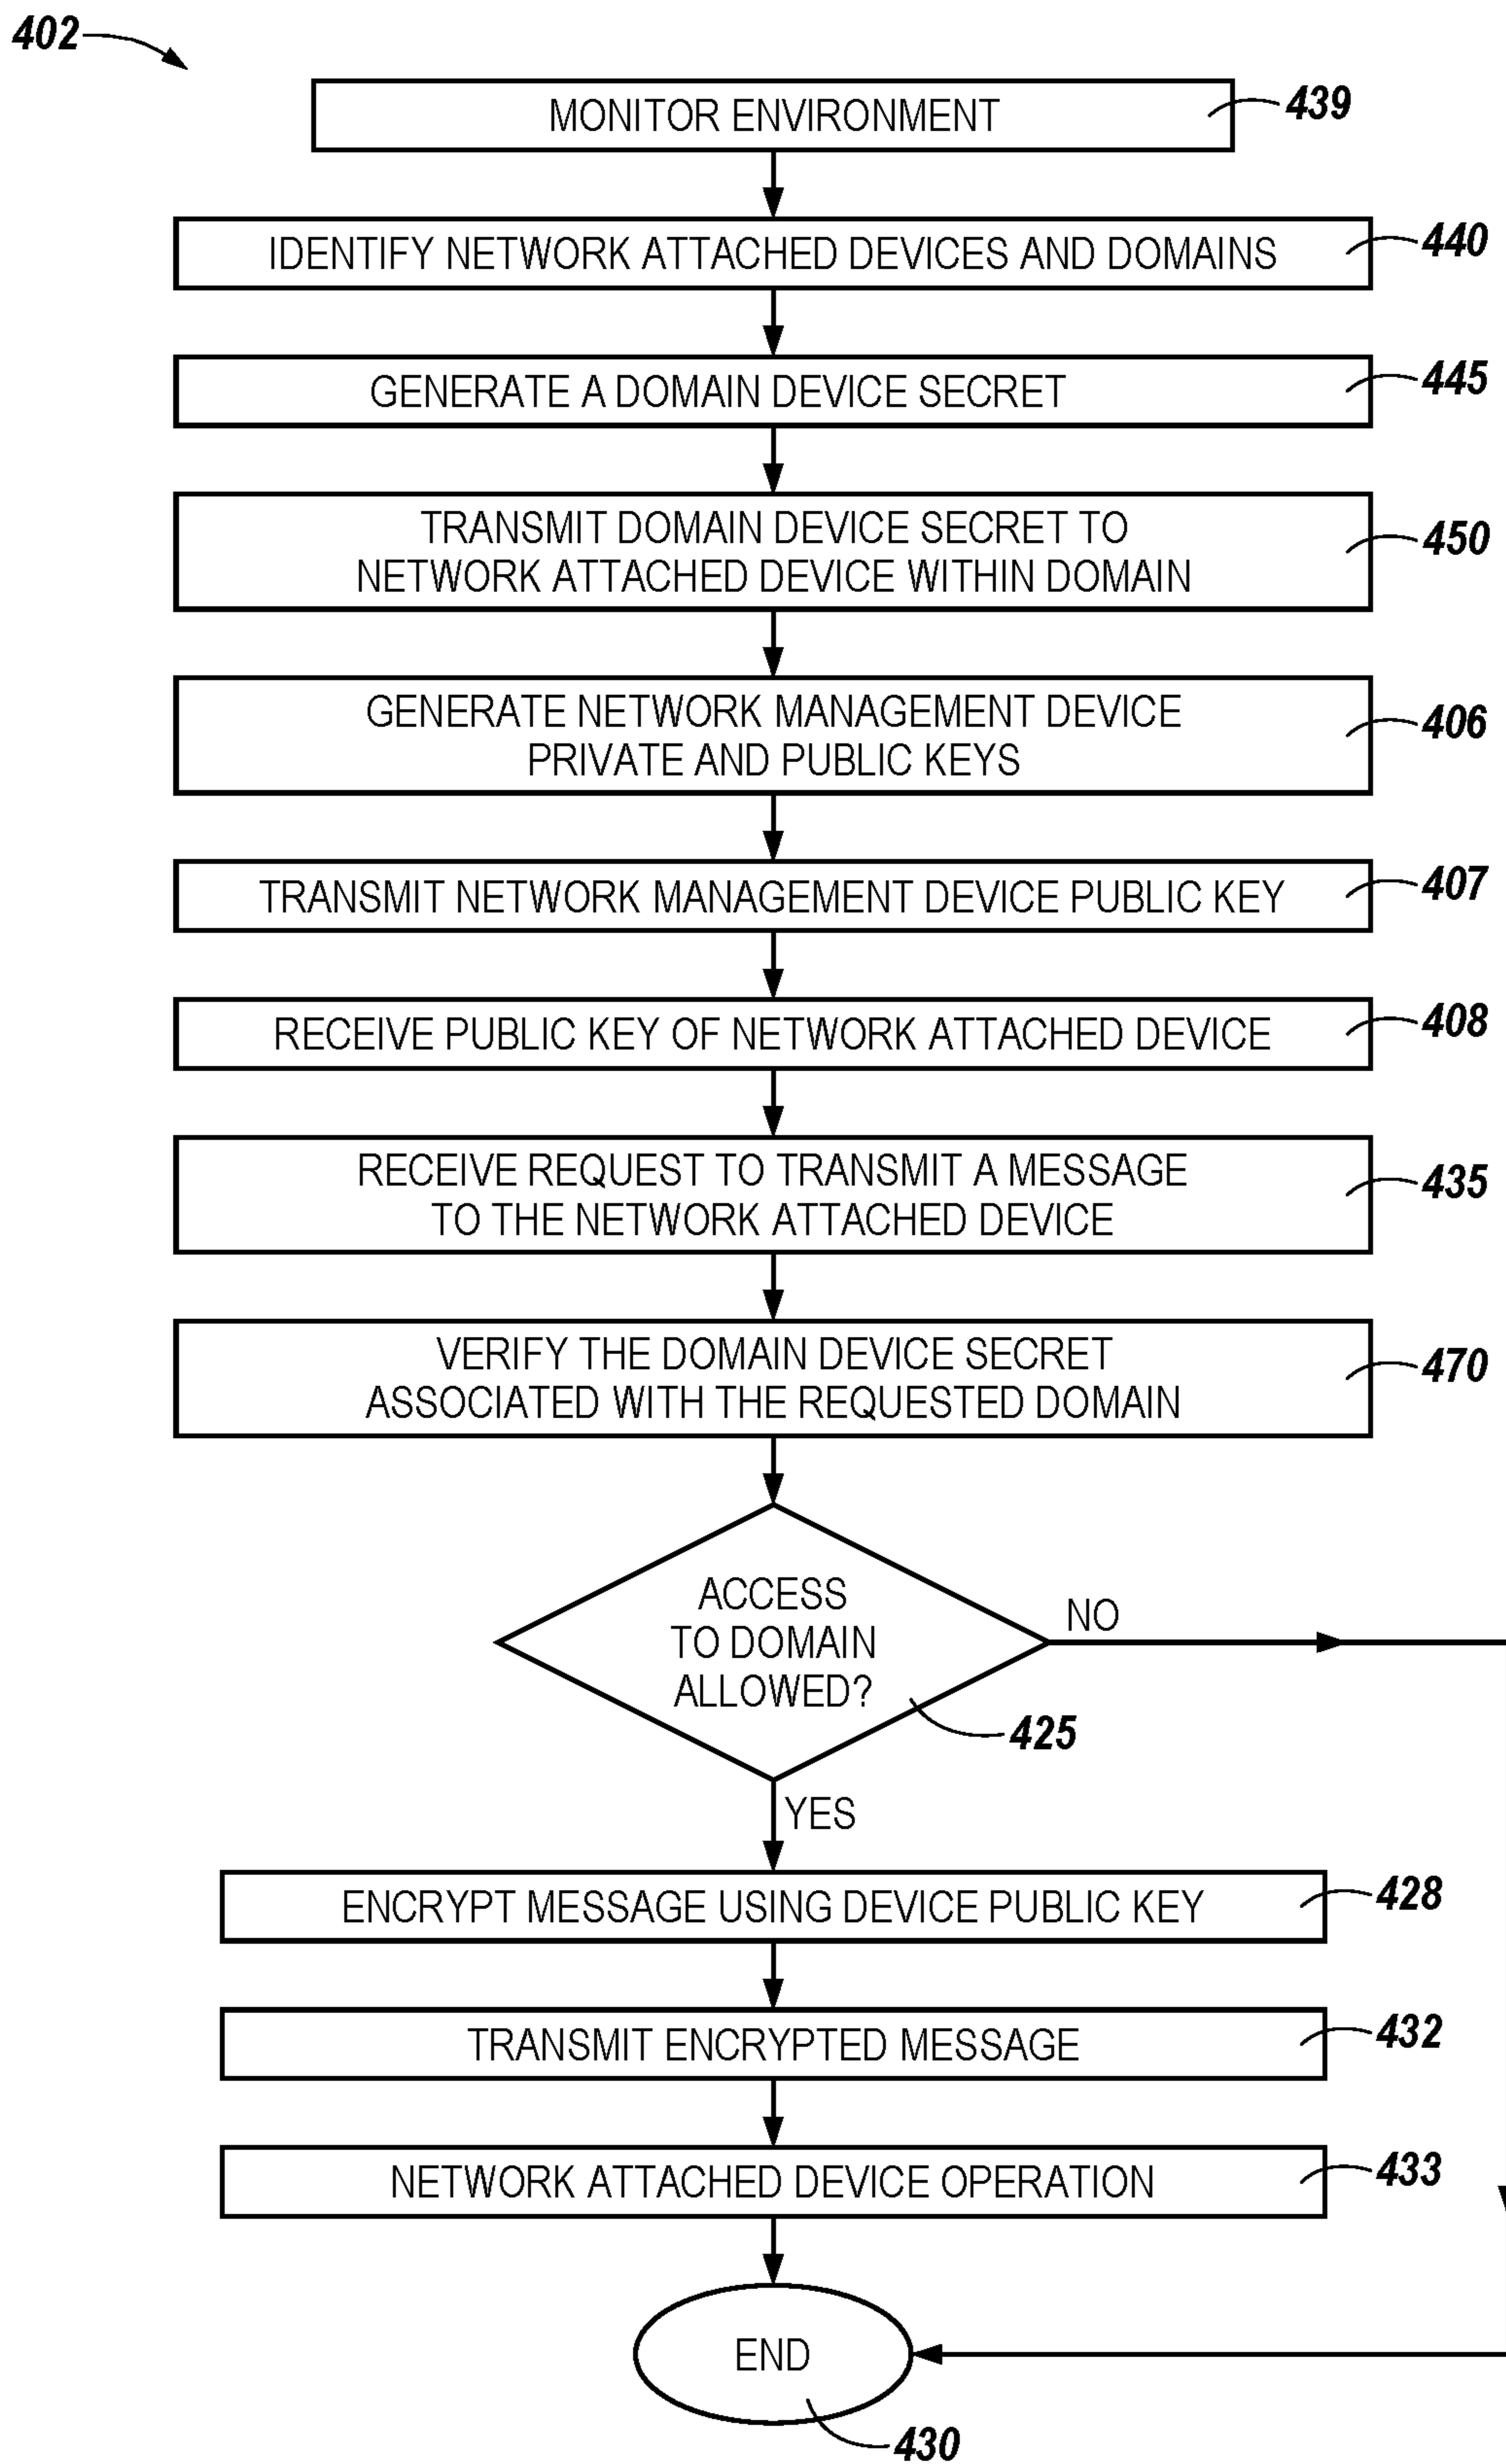 402
MONITOR ENVIRONMENT
439
IDENTIFY NETWORK ATTACHED DEVICES AND DOMAINS
440
GENERATE A DOMAIN DEVICE SECRET
445
TRANSMIT DOMAIN DEVICE SECRET TO
NETWORK ATTACHED DEVICE WITHIN DOMAIN
450
GENERATE NETWORK MANAGEMENT DEVICE
PRIVATE AND PUBLIC KEYS
406
TRANSMIT NETWORK MANAGEMENT DEVICE PUBLIC KEY
407
RECEIVE PUBLIC KEY OF NETWORK ATTACHED DEVICE
408
RECEIVE REQUEST TO TRANSMIT A MESSAGE
TO THE NETWORK ATTACHED DEVICE
435
VERIFY THE DOMAIN DEVICE SECRET
ASSOCIATED WITH THE REQUESTED DOMAIN
470
ACCESS
TO DOMAIN
ALLOWED?
NO
425
YES
ENCRYPT MESSAGE USING DEVICE PUBLIC KEY
428
TRANSMIT ENCRYPTED MESSAGE
432
NETWORK ATTACHED DEVICE OPERATION
433
END
430